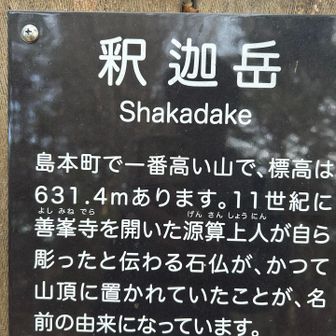 釈迦岳
Shakadake
島本町で一番高い山で、標高は
631.4mあります。11世紀に
よし みね でら げん さん しょう にん
善峯寺を開いた源算上人が自ら
彫ったと伝わる石仏が、かつて
山頂に置かれていたことが、名
前の由来になっています。